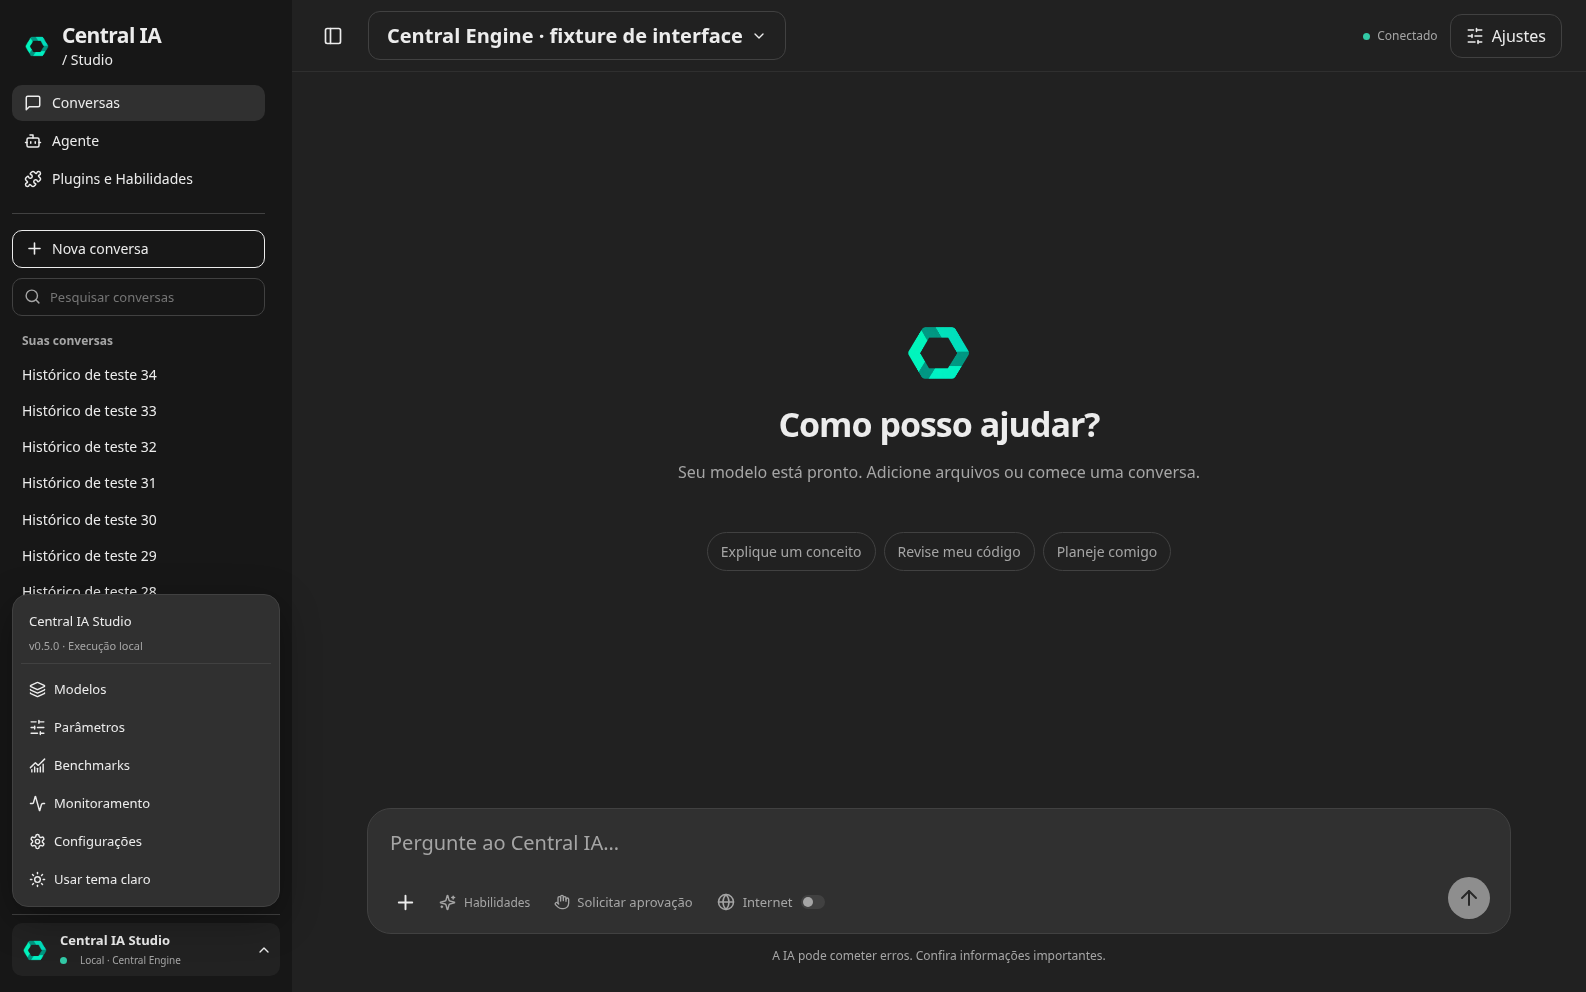 Central IA
/ Studio
Conversas
Agente
Plugins e Habilidades
Nova conversa
Pesquisar conversas
Suas conversas
Histórico de teste 34
Histórico de teste 33
Histórico de teste 32
Histórico de teste 31
Histórico de teste 30
Histórico de teste 29
Histórico de teste 28
Central IA Studio
v0.5.0 · Execução local
Modelos
Parâmetros
Benchmarks
Monitoramento
Configurações
Usar tema claro
Central IA Studio
Local · Central Engine
Central Engine · fixture de interface
Conectado
Ajustes
Como posso ajudar?
Seu modelo está pronto. Adicione arquivos ou comece uma conversa.
Explique um conceito
Revise meu código
Planeje comigo
Pergunte ao Central IA...
Habilidades
Solicitar aprovação
Internet
A IA pode cometer erros. Confira informações importantes.